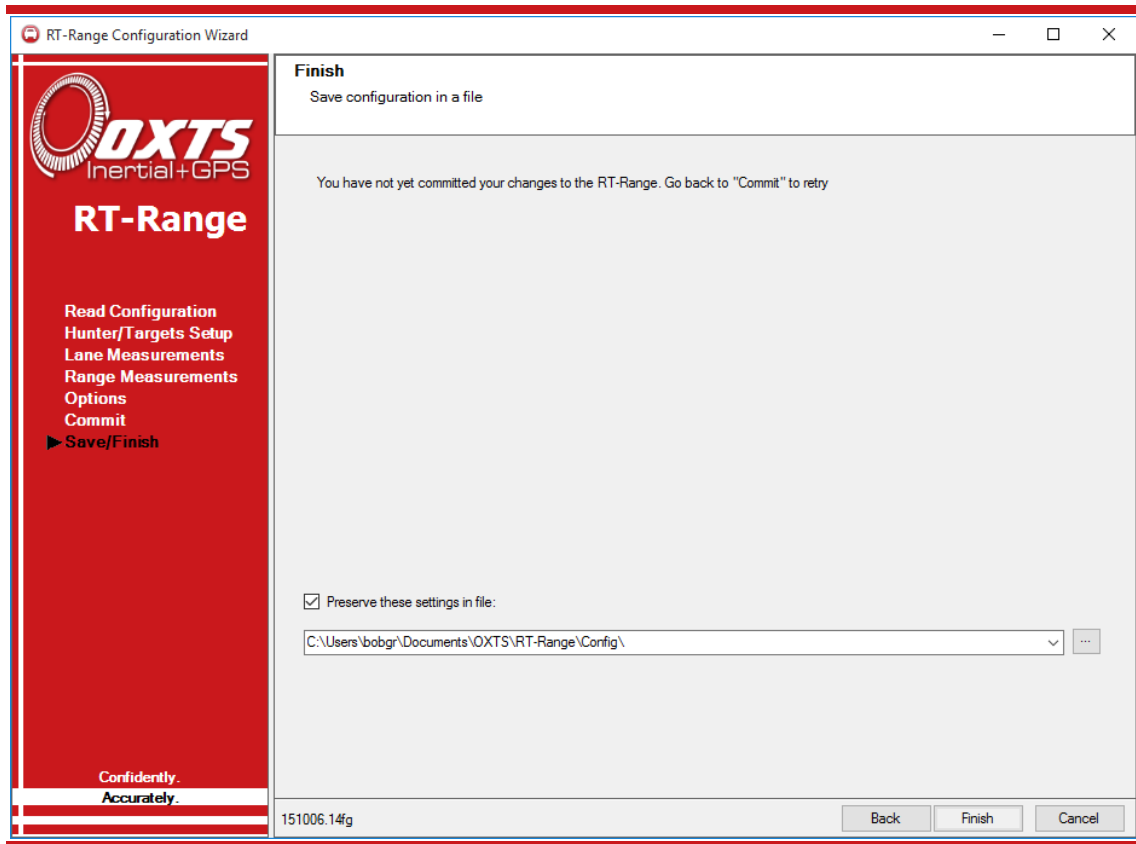 RT-Range Configuration Wizard
OXTS
Inertial+GPS
RT-Range
Read Configuration
Hunter/Targets Setup
Lane Measurements
Range Measurements
Options
Commit
Save/Finish
Confidently.
Accurately.
Finish
Save configuration in a file
You have not yet committed your changes to the RT-Range. Go back to "Commit" to retry
Preserve these settings in file:
C:\Users\bobgr\Documents\OXTS\RT-Range\Config\
...
151006.14fg
Back
Finish
Cancel